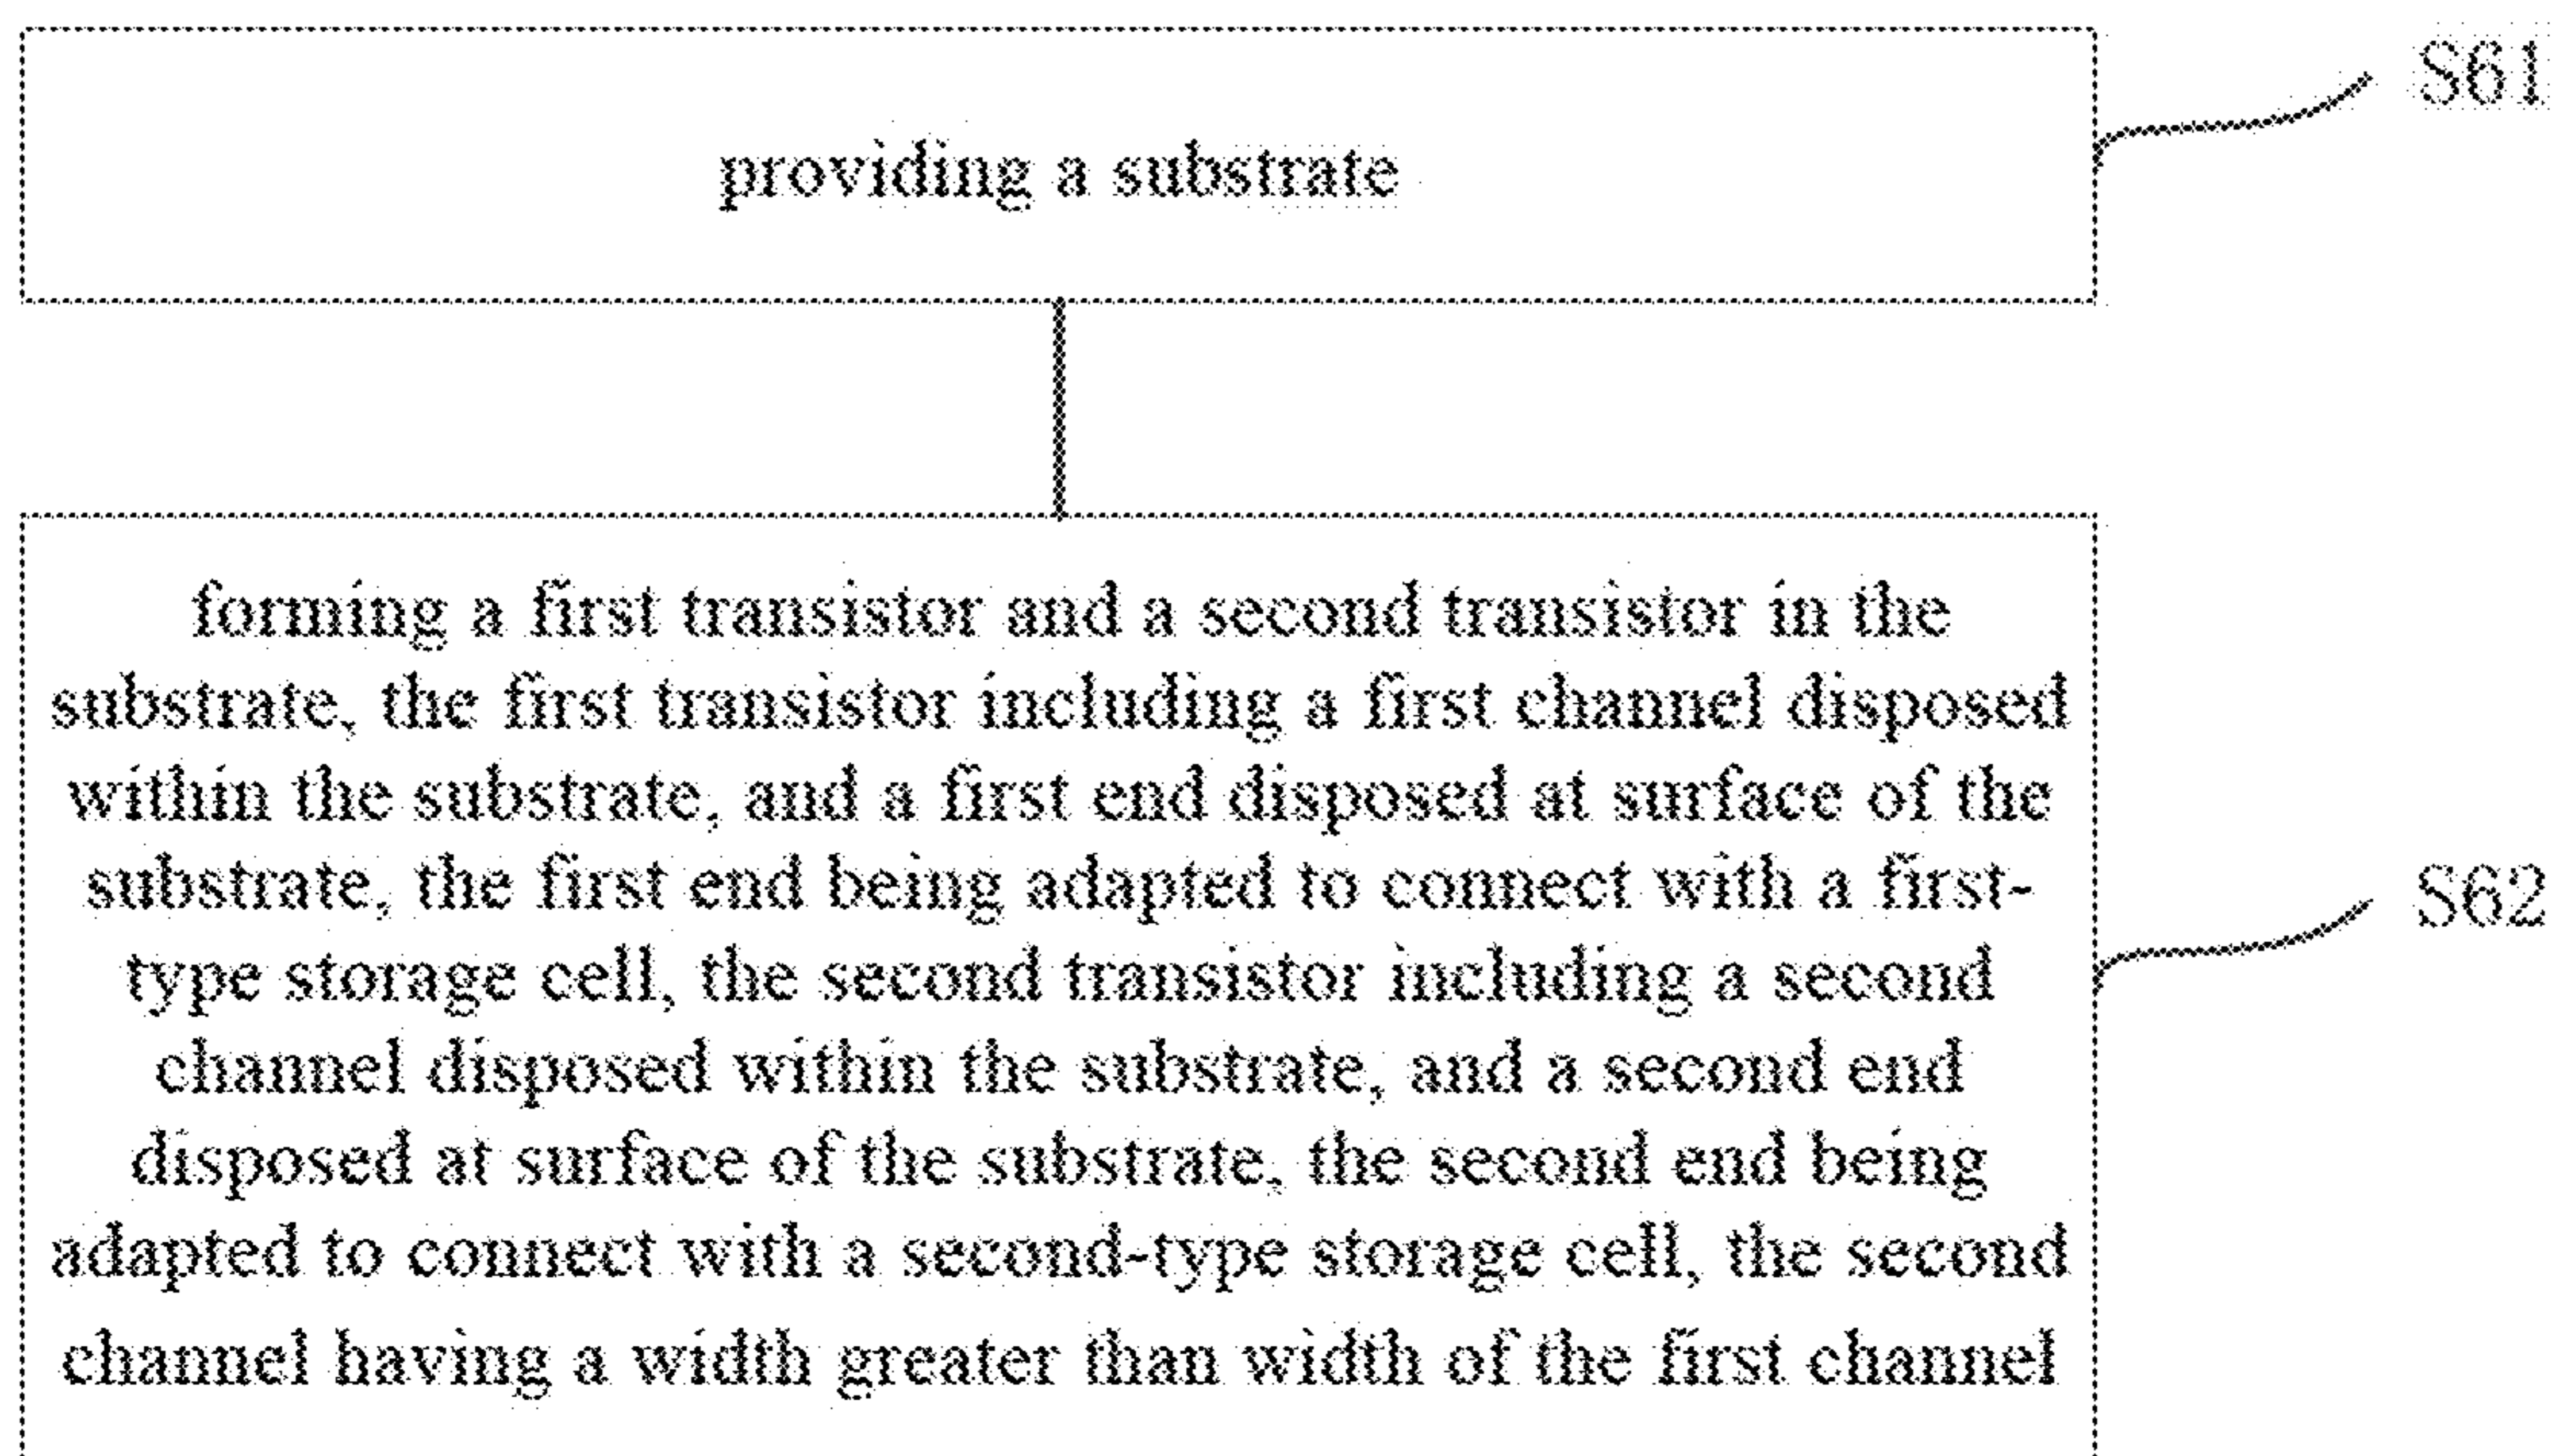 S61
providing a substrate
forming a first transistor and a second transistor in the
substrate, the first transistor including a first channel disposed
within the substrate, and a first end disposed at surface of the
substrate, the first end being adapted to connect with a first-
type storage cell, the second transistor including a second
channel disposed within the substrate, and a second end
disposed at surface of the substrate, the second end being
adapted to connect with a second-type storage cell, the second
channel having a width greater than width of the first channel
S62